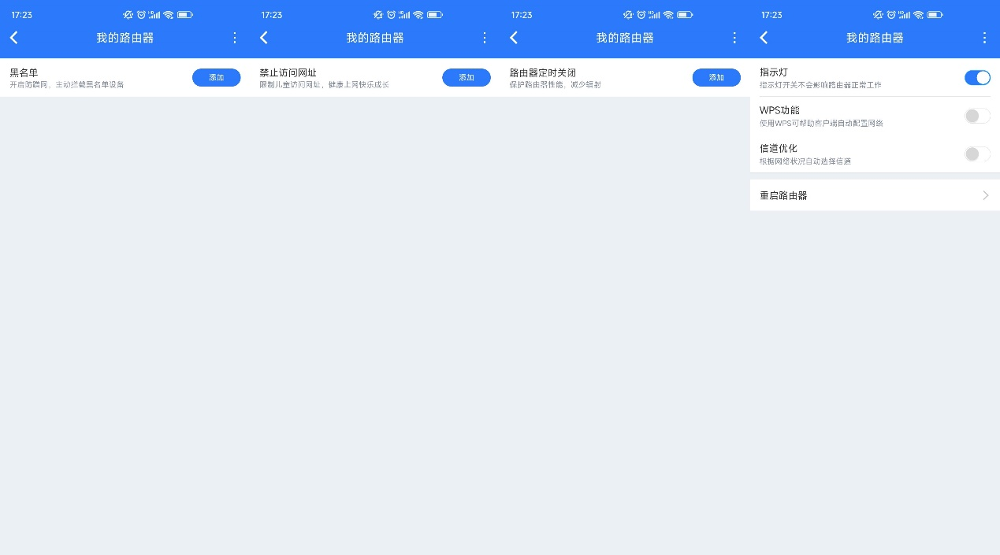 17:23
我的路由器
黑名单
开启防蹭网、主动拦截黑名单设备
添加
17:23
我的路由器
禁止访问网址
限制儿童访问网址，健康上网快乐成长
添加
17:23
我的路由器
路由器定时关闭
保护路由器性能、减少辐射
添加
17:23
我的路由器
指示灯
指示灯开关不会影响路由器正常工作
WPS功能
使用WPS可帮助客户端自动配置网络
信道优化
根据网络状况自动选择信道
重启路由器